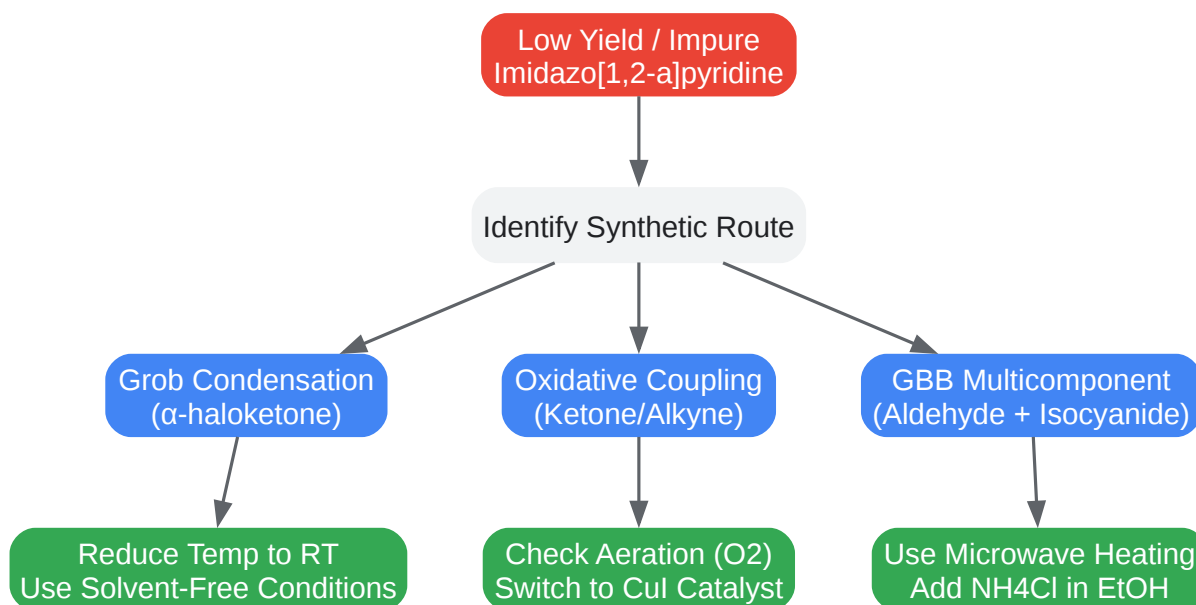 Low Yield / Impure
Imidazo[1,2-a]pyridine
Identify Synthetic Route
Grob Condensation
(α-haloketone)
Oxidative Coupling
(Ketone/Alkyne)
GBB Multicomponent
(Aldehyde + Isocyanide)
Reduce Temp to RT
Use Solvent-Free Conditions
Check Aeration (O2)
Switch to CuI Catalyst
Use Microwave Heating
Add NH4Cl in EtOH